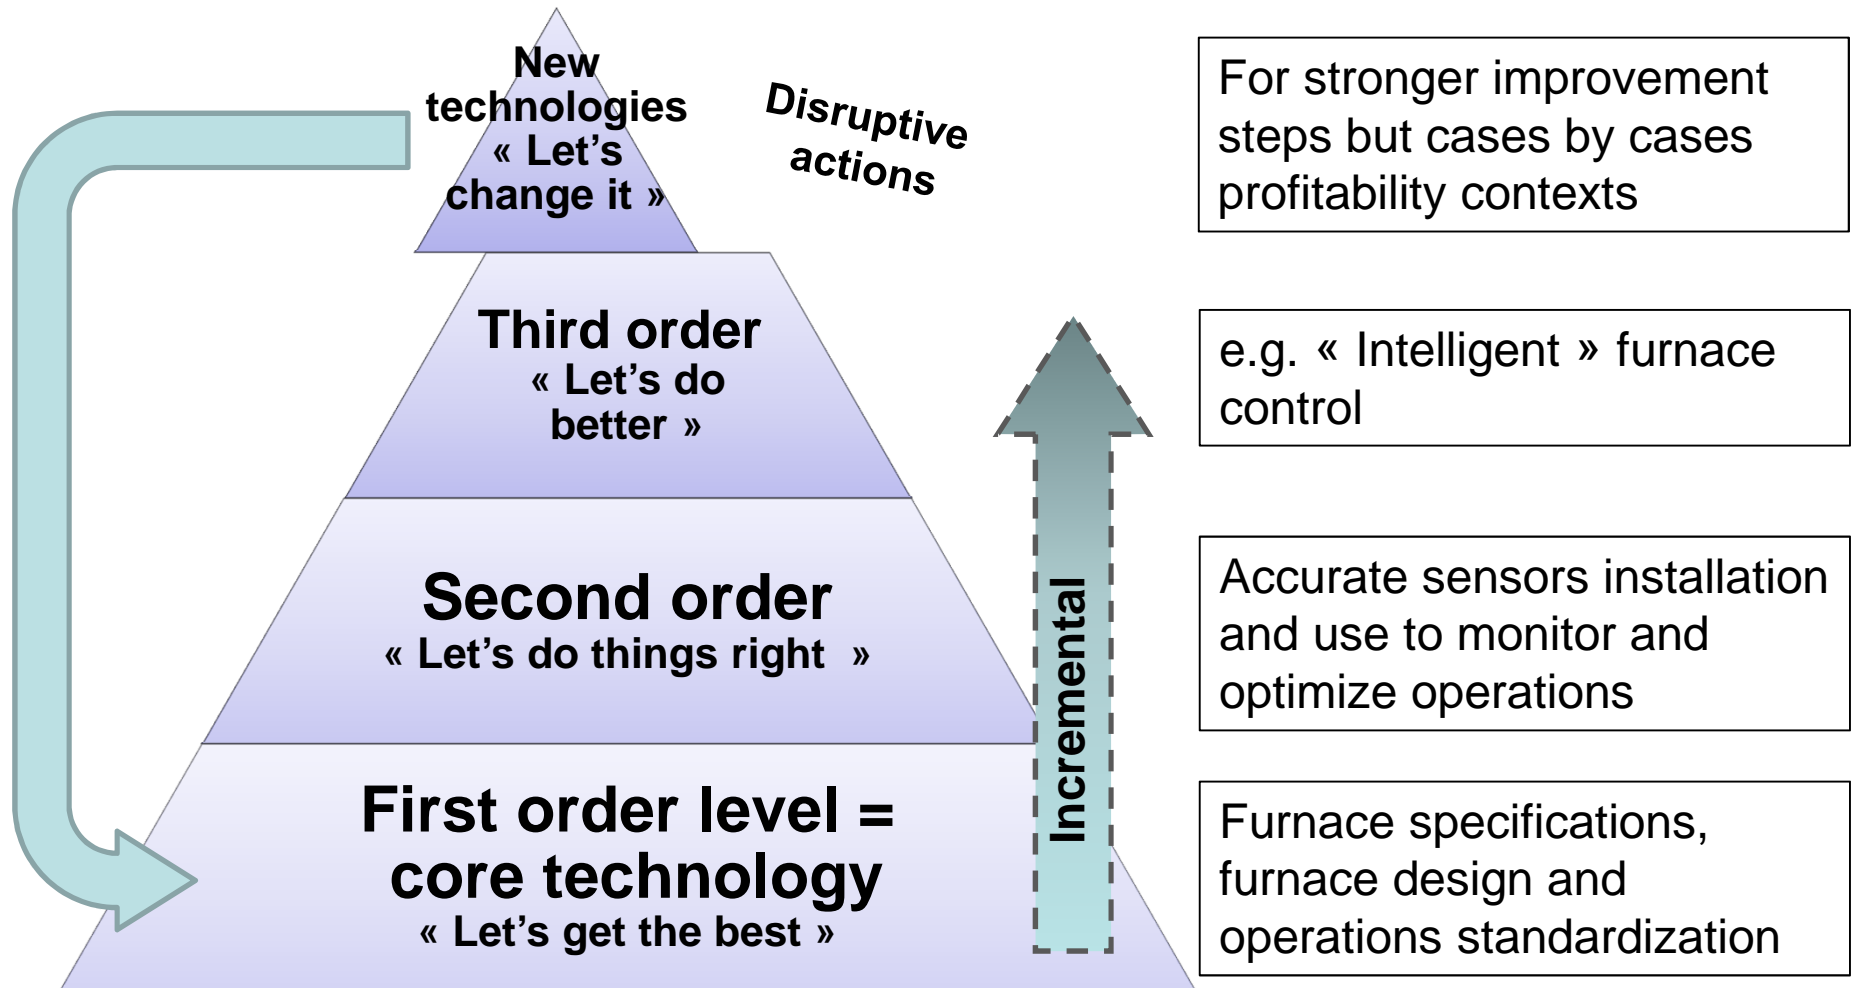 New
technologies
« Let’s
change it »
Disruptive
actions
For stronger improvement
steps but cases by cases
profitability contexts
Third order
« Let’s do
better »
e.g. « Intelligent » furnace
control
Second order
« Let’s do things right »
Accurate sensors installation
and use to monitor and
optimize operations
Incremental
First order level =
core technology
« Let’s get the best »
Furnace specifications,
furnace design and
operations standardization